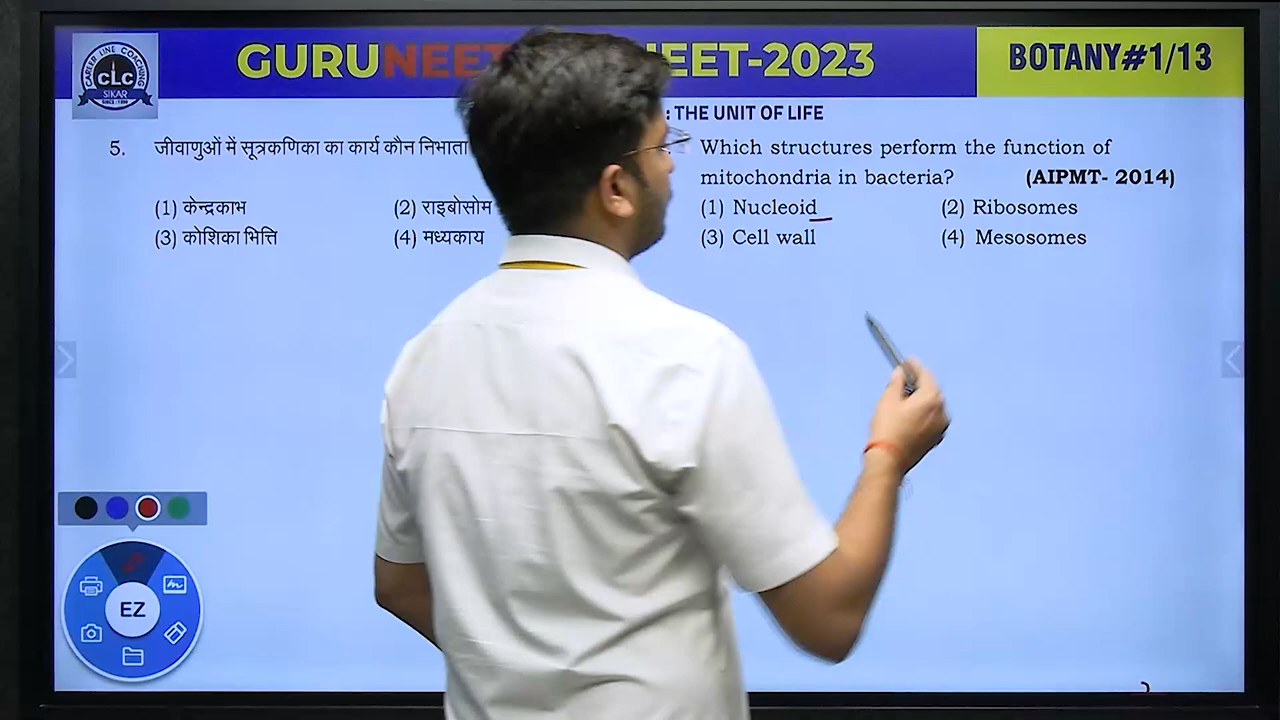 GURUNEET NEET-2023
BOTANY#1/13
CAREER LINE COACHING
CLC
SIKAR
SINCE : 1996
: THE UNIT OF LIFE
5. जीवाणुओं में सूत्रकणिका का कार्य कौन निभाता
(1) केन्द्रकाभ (2) राइबोसोम
(3) कोशिका भित्ति (4) मध्यकाय
Which structures perform the function of
mitochondria in bacteria? (AIPMT- 2014)
(1) Nucleoid (2) Ribosomes
(3) Cell wall (4) Mesosomes
EZ